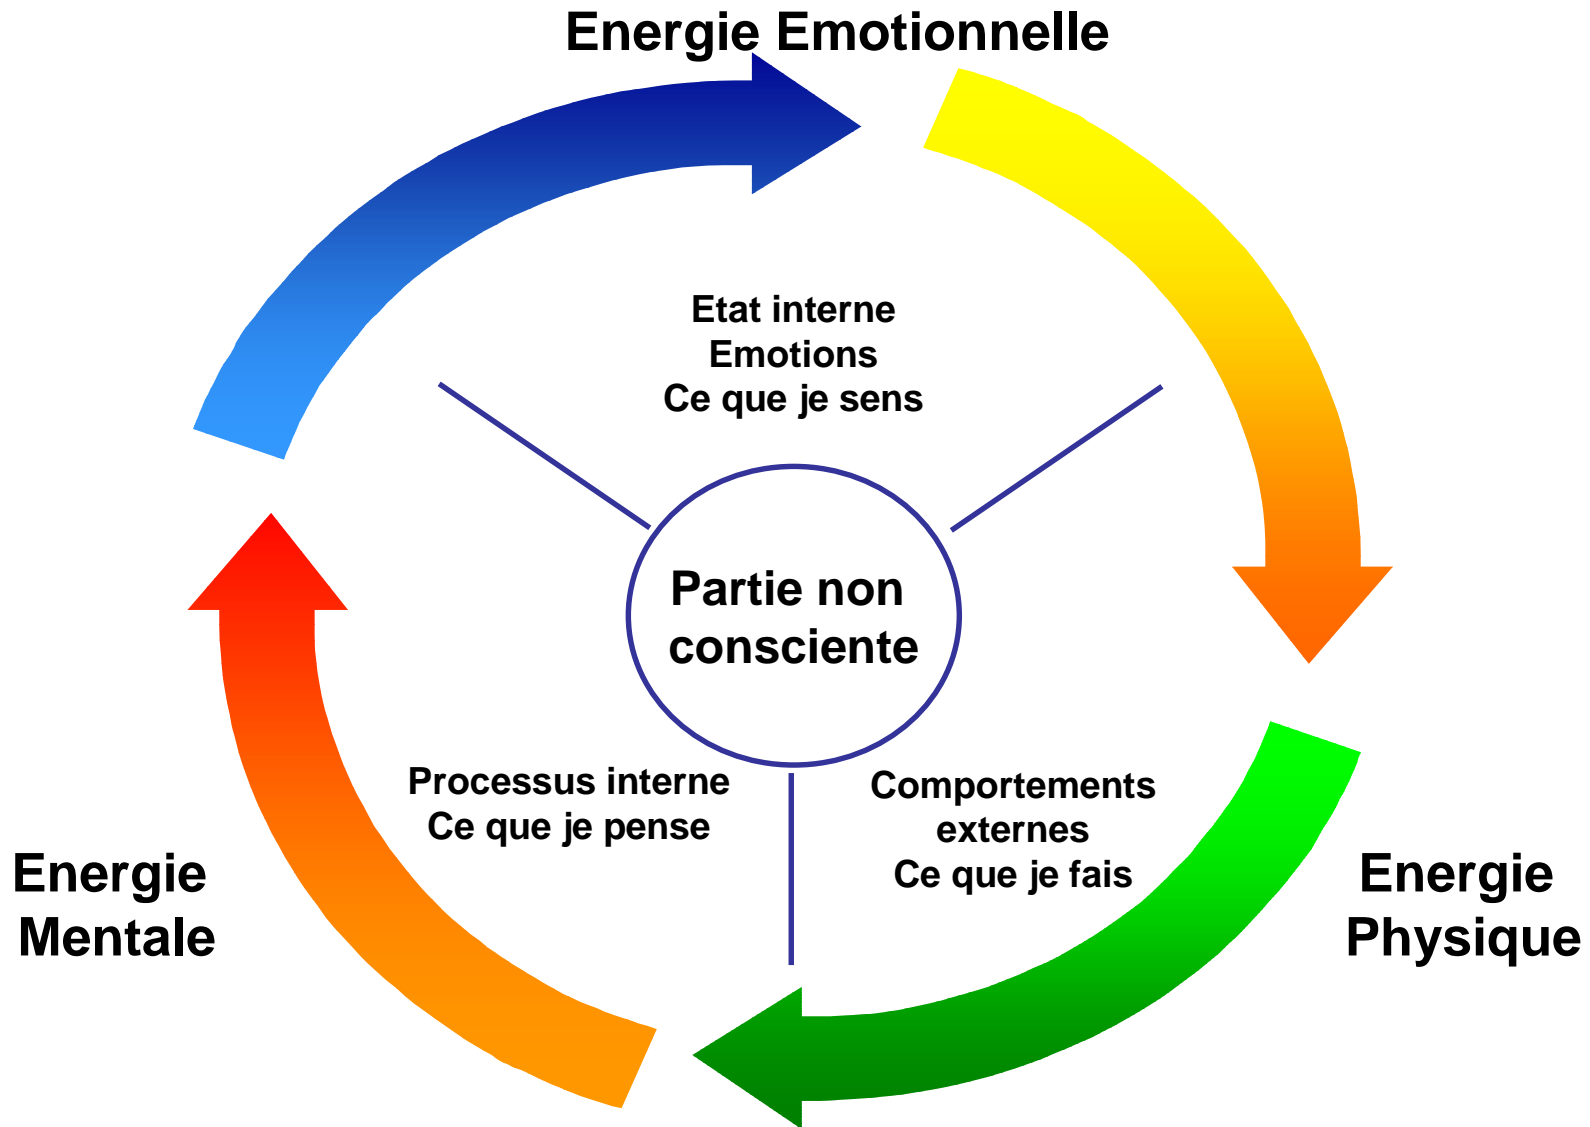 Energie Emotionnelle
Etat interne
Emotions
Ce que je sens
Partie non
consciente
Processus interne
Ce que je pense
Comportements
externes
Ce que je fais
Energie
Mentale
Energie
Physique